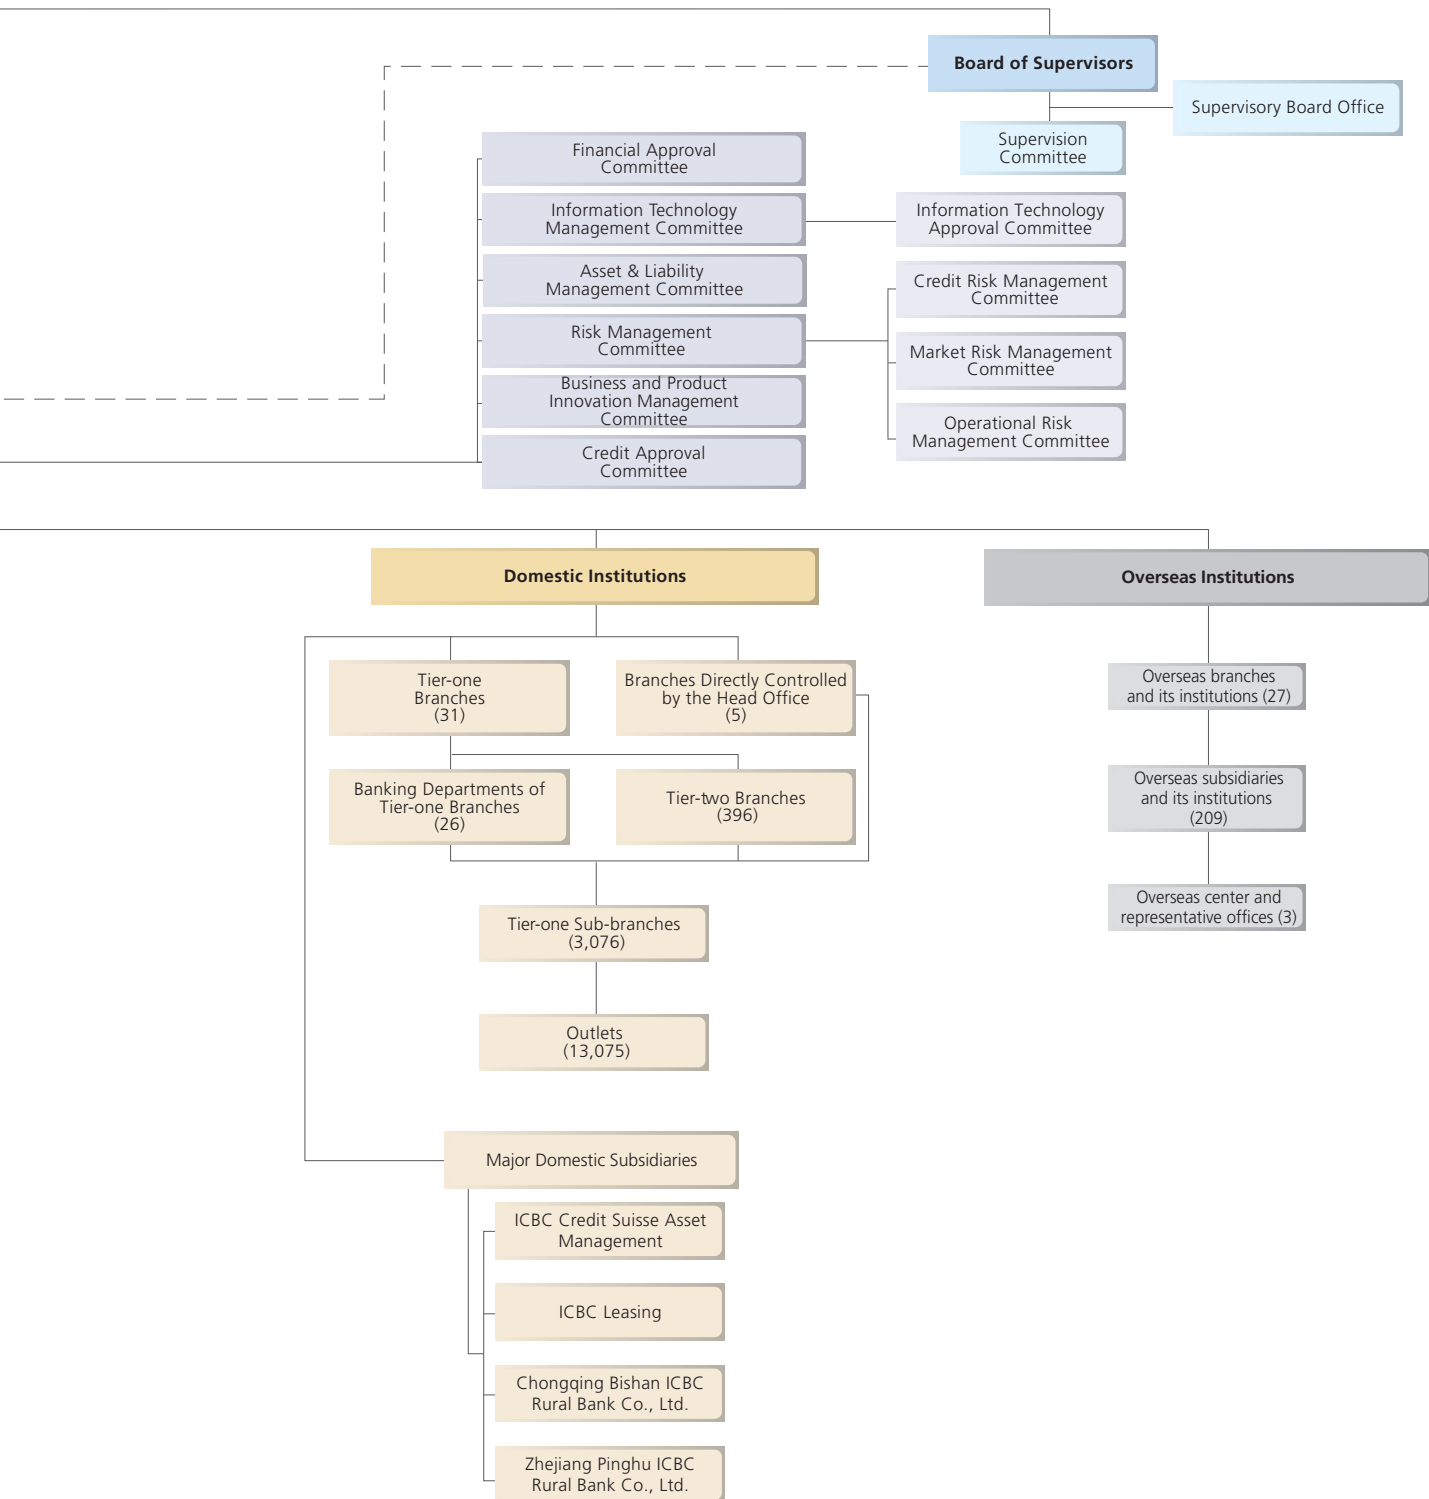 Board of Supervisors
Supervisory Board Office
Supervision
Committee
Financial Approval
Committee
Information Technology
Management Committee
Information Technology
Approval Committee
Asset & Liability
Management Committee
Credit Risk Management
Committee
Risk Management
Committee
Market Risk Management
Committee
Business and Product
Innovation Management
Committee
Operational Risk
Management Committee
Credit Approval
Committee
Domestic Institutions
Overseas Institutions
Tier-one
Branches
(31)
Branches Directly Controlled
by the Head Office
(5)
Overseas branches
and its institutions (27)
Banking Departments of
Tier-one Branches
(26)
Tier-two Branches
(396)
Overseas subsidiaries
and its institutions
(209)
Tier-one Sub-branches
(3,076)
Overseas center and
representative offices (3)
Outlets
(13,075)
Major Domestic Subsidiaries
ICBC Credit Suisse Asset
Management
ICBC Leasing
Chongqing Bishan ICBC
Rural Bank Co., Ltd.
Zhejiang Pinghu ICBC
Rural Bank Co., Ltd.